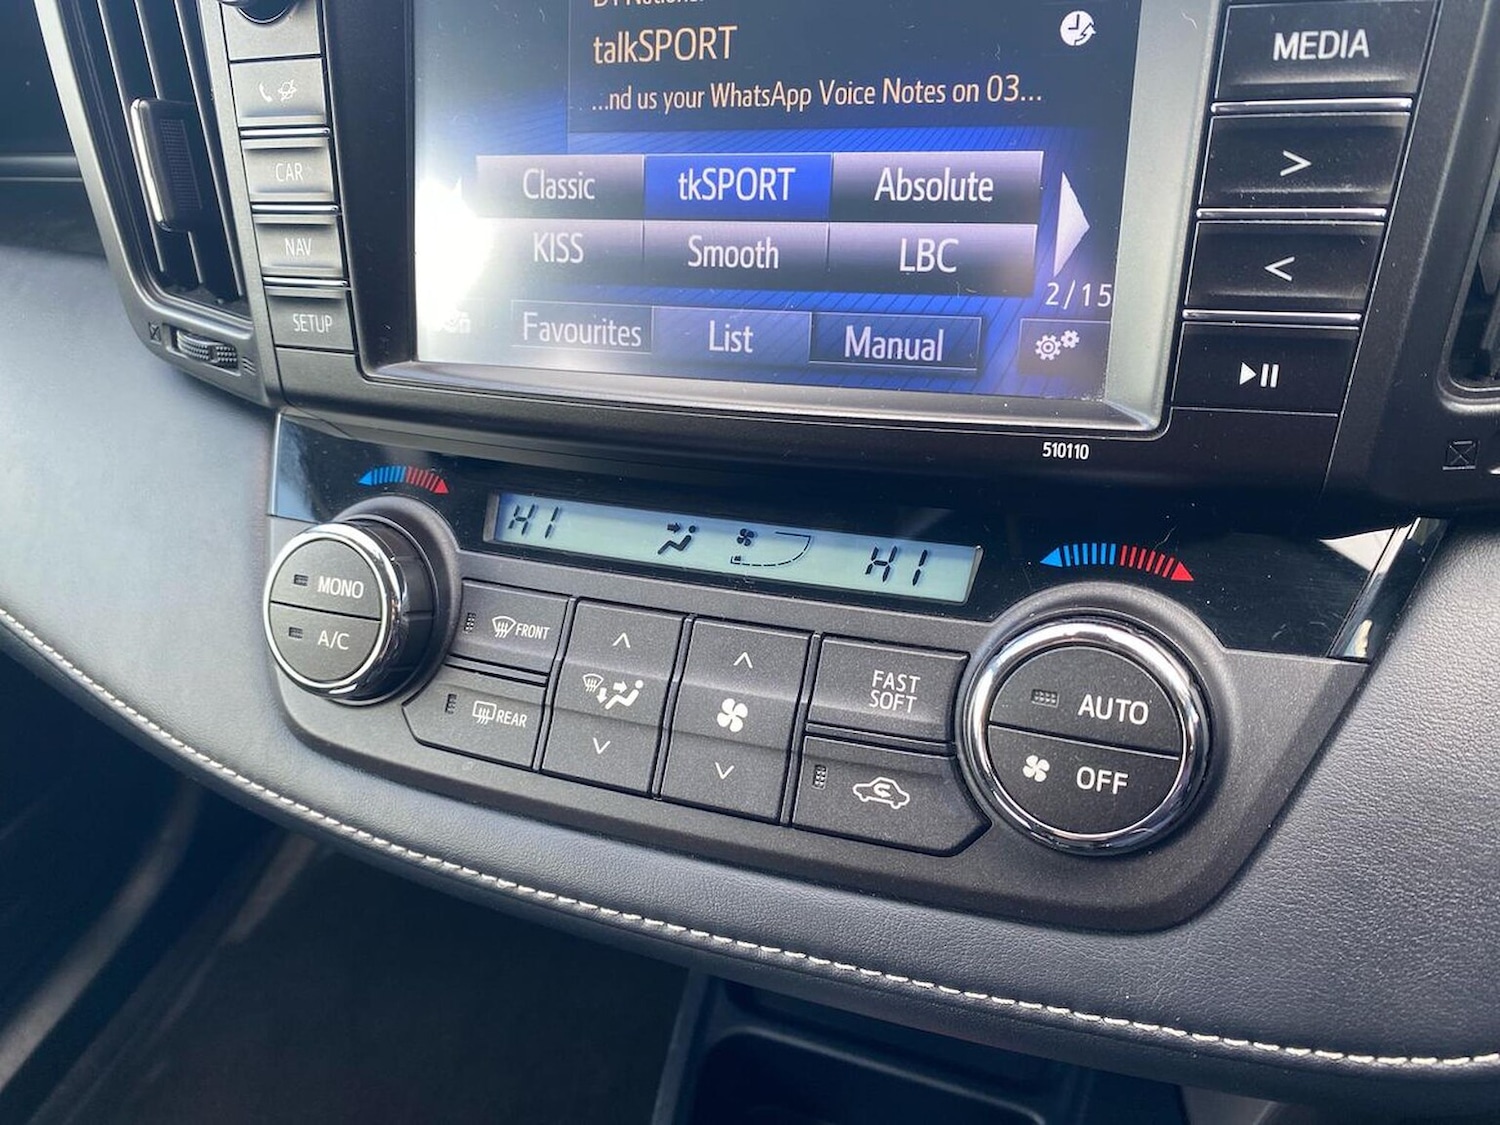 talkSPORT
...nd us your WhatsApp Voice Notes on 03...
Classic tkSPORT Absolute
KISS Smooth LBC
2/15
Favourites List Manual
MEDIA
>
<
CAR
NAV
SETUP
510110
HI HI
MONO
A/C
FRONT
REAR
FAST
SOFT
AUTO
OFF